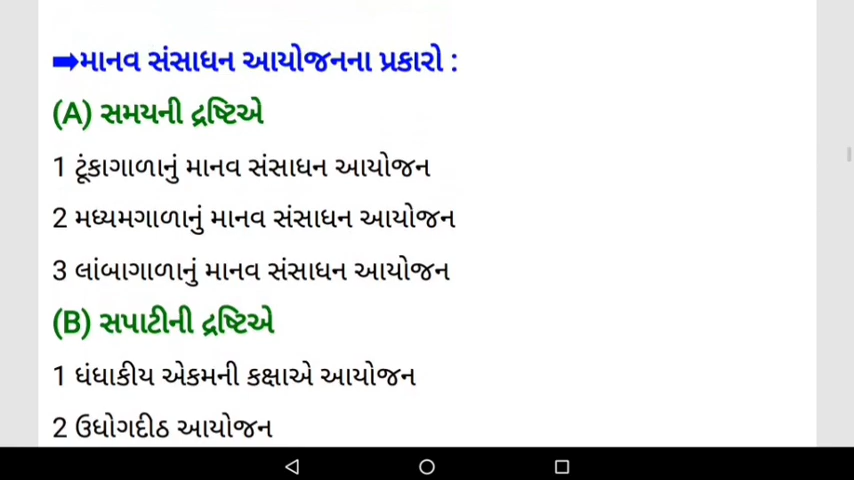 ➡માનવ સંસાધન આયોજનના પ્રકારો :
(A) સમયની દ્રષ્ટિએ
1 ટૂંકાગાળાનું માનવ સંસાધન આયોજન
2 મધ્યમગાળાનું માનવ સંસાધન આયોજન
3 લાંબાગાળાનું માનવ સંસાધન આયોજન
(B) સપાટીની દ્રષ્ટિએ
1 ધંધાકીય એકમની કક્ષાએ આયોજન
2 ઉધોગદીઠ આયોજન